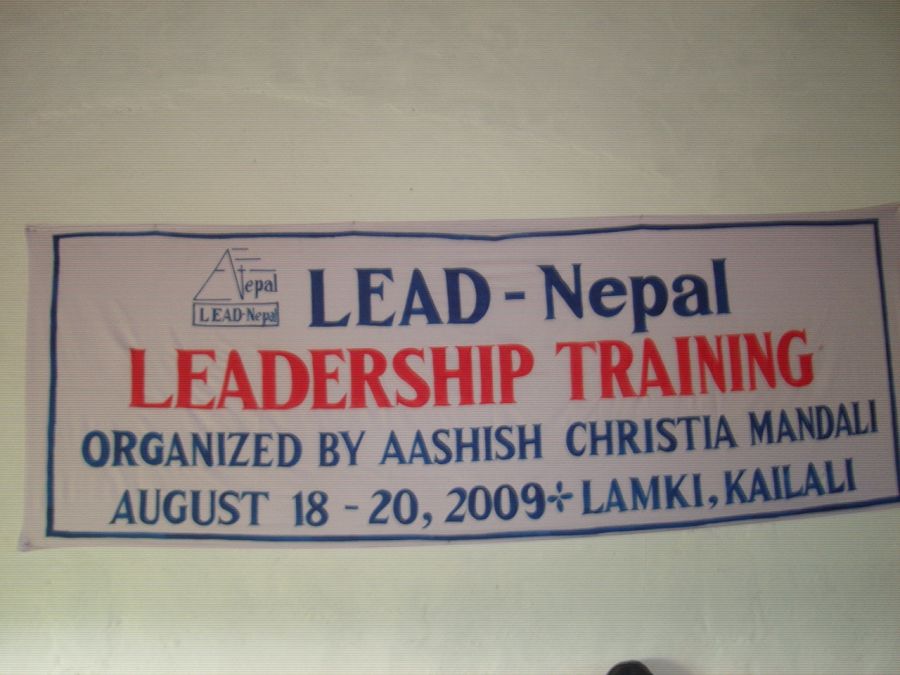 Nepal
LEAD-Nepal
LEAD - Nepal
LEADERSHIP TRAINING
ORGANIZED BY AASHISH CHRISTIA MANDALI
AUGUST 18 - 20, 2009÷ LAMKI, KAILALI